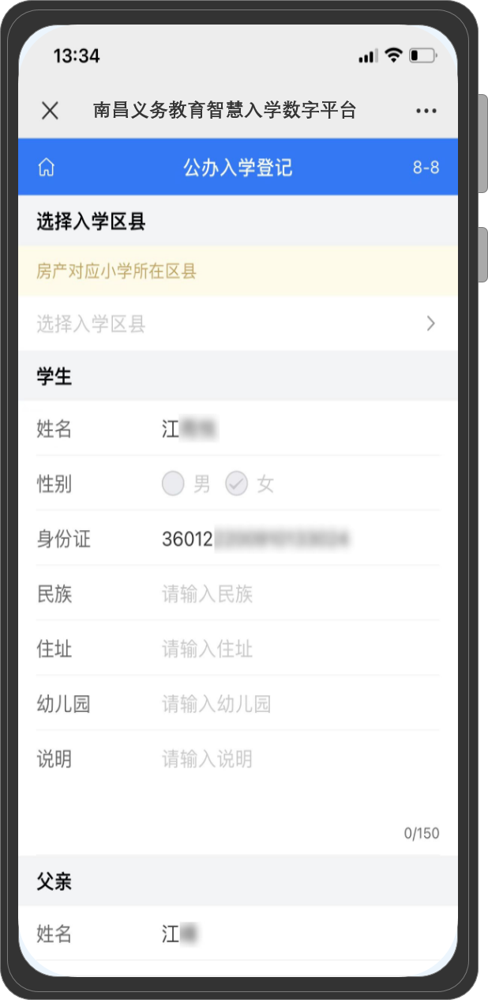 13:34
南昌义务教育智慧入学数字平台
公办入学登记 8-8
选择入学区县
房产对应小学所在区县
选择入学区县
学生
姓名 江
性别 男 女
身份证 36012
民族 请输入民族
住址 请输入住址
幼儿园 请输入幼儿园
说明 请输入说明
0/150
父亲
姓名 江